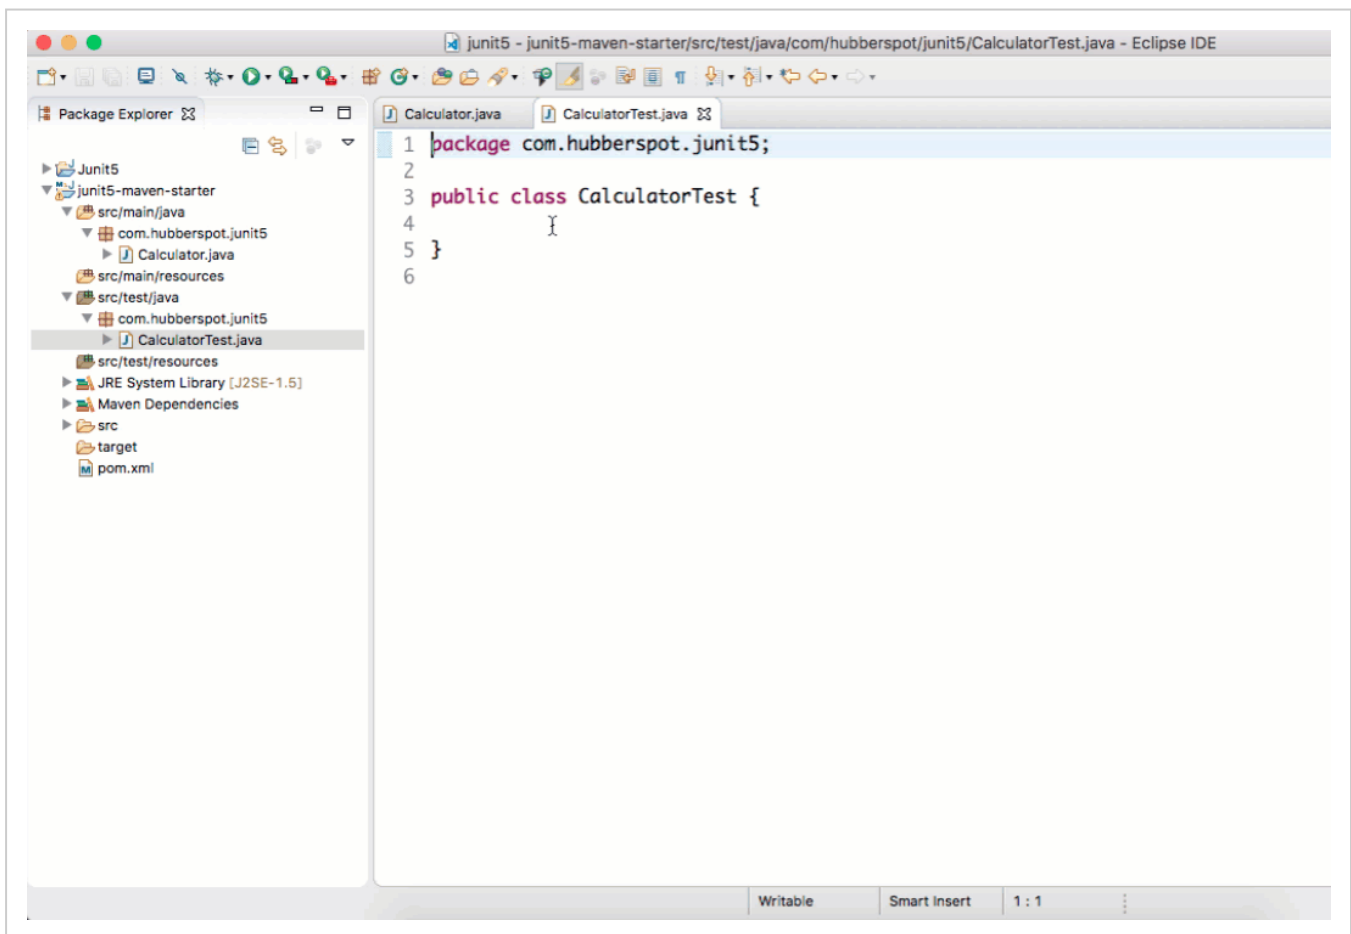 junit5 - junit5-maven-starter/src/test/java/com/hubberspot/junit5/CalculatorTest.java - Eclipse IDE
Package Explorer
Junit5
junit5-maven-starter
src/main/java
com.hubberspot.junit5
Calculator.java
src/main/resources
src/test/java
com.hubberspot.junit5
CalculatorTest.java
src/test/resources
JRE System Library [J2SE-1.5]
Maven Dependencies
src
target
pom.xml
Calculator.java
CalculatorTest.java
1 package com.hubberspot.junit5;
2
3 public class CalculatorTest {
4
5 }
6
Writable
Smart Insert
1 : 1